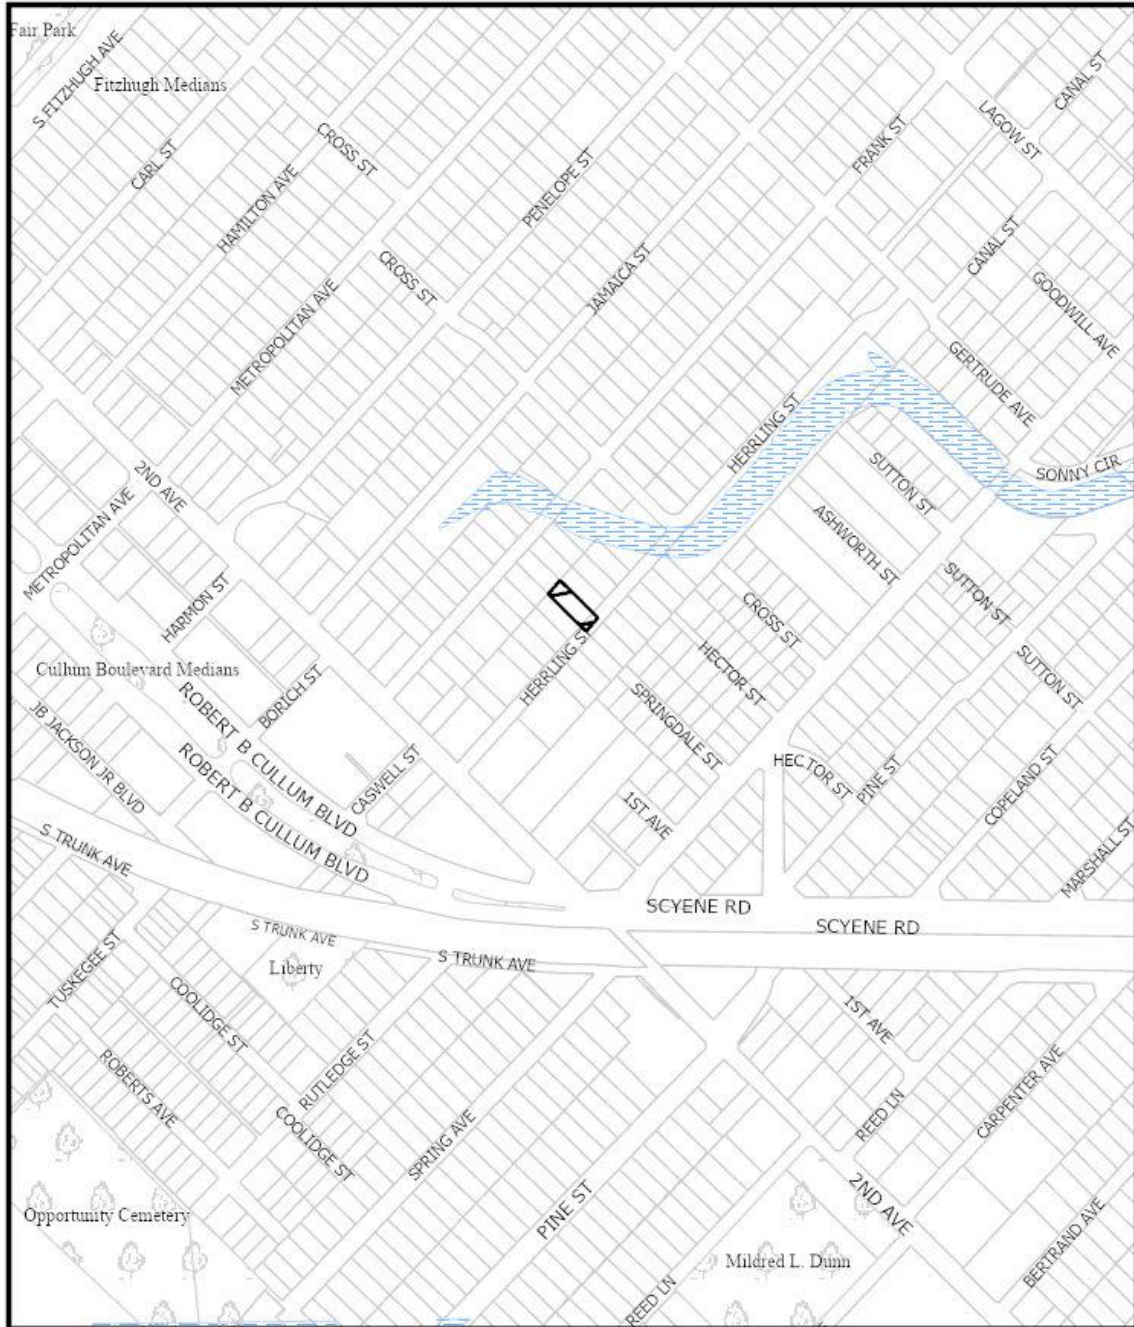 Fair Park
S FITZHUGH AVE
Fitzhugh Medians
CANAL ST
LAGOW ST
CROSS ST
FRANK ST
CARL ST
PENELOPE ST
HAMILTON AVE
CANAL ST
CROSS ST
JAMAICA ST
GOODWILL AVE
METROPOLITAN AVE
GERTRUDE AVE
HERRLING ST
SONNY CIR
SUTTON ST
2ND AVE
METROPOLITAN AVE
ASHWORTH ST
SUTTON ST
HARMON ST
CROSS ST
HERRLING S
HECTOR ST
SUTTON ST
Cullum Boulevard Medians
BORICH ST
SPRINGDALE ST
ROBERT B CULLUM BLVD
JB JACKSON JR BLVD
ROBERT B CULLUM BLVD
CASWELL ST
HECTOR ST
PINE ST
COPELAND ST
1ST AVE
MARSHALL ST
S TRUNK AVE
SCYENE RD
SCYENE RD
S TRUNK AVE
S TRUNK AVE
Liberty
TUSKEGEE ST
COOLIDGE ST
1ST AVE
RUTLEDGE ST
ROBERTS AVE
CARPENTER AVE
REED LN
COOLIDGE ST
SPRING AVE
2ND AVE
PINE ST
Opportunity Cemetery
BERTRAND AVE
Mildred L. Dunn
REED LN